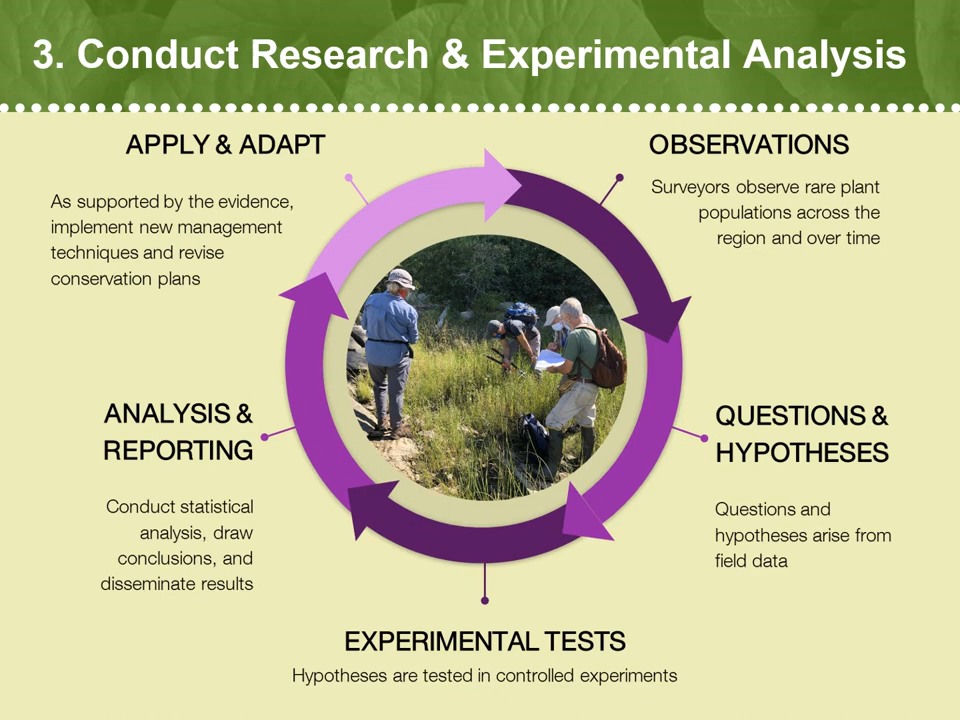 3. Conduct Research & Experimental Analysis
APPLY & ADAPT
As supported by the evidence,
implement new management
techniques and revise
conservation plans
OBSERVATIONS
Surveyors observe rare plant
populations across the
region and over time
QUESTIONS &
HYPOTHESES
Questions and
hypotheses arise from
field data
EXPERIMENTAL TESTS
Hypotheses are tested in controlled experiments
ANALYSIS &
REPORTING
Conduct statistical
analysis, draw
conclusions, and
disseminate results